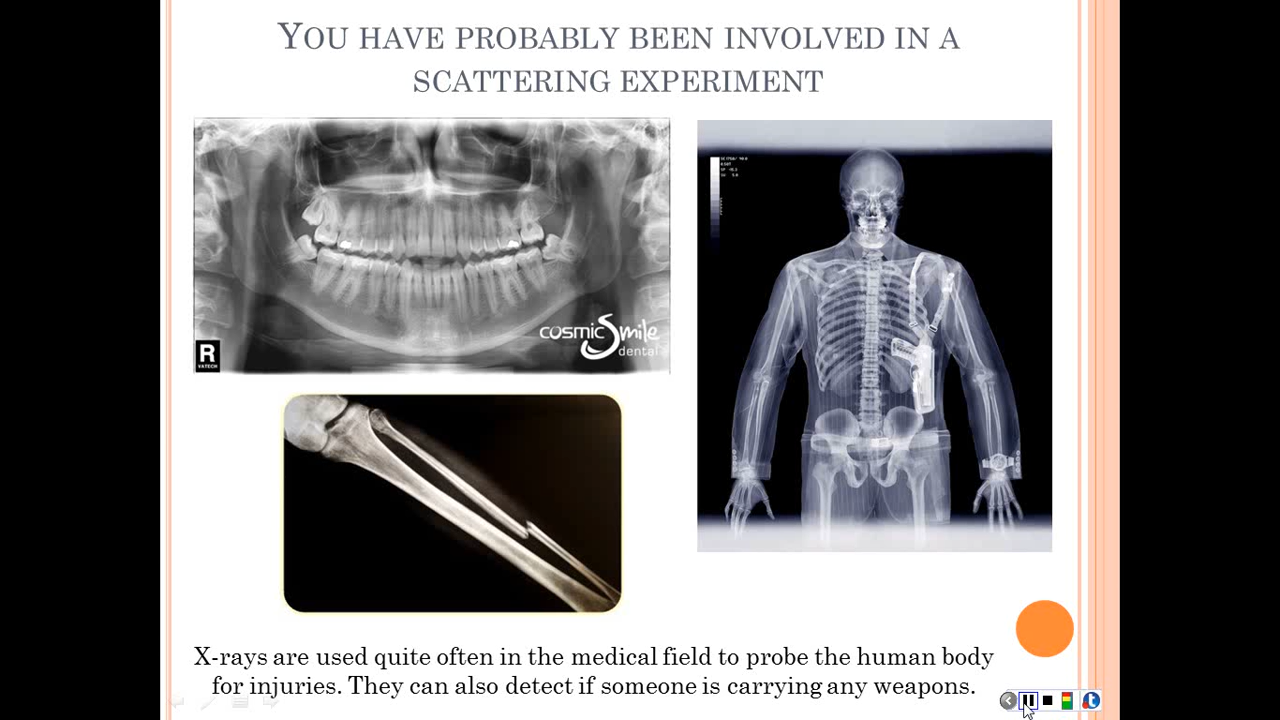 YOU HAVE PROBABLY BEEN INVOLVED IN A
SCATTERING EXPERIMENT
cosmic Smile
dental
R
VATECH
X-rays are used quite often in the medical field to probe the human body
for injuries. They can also detect if someone is carrying any weapons.